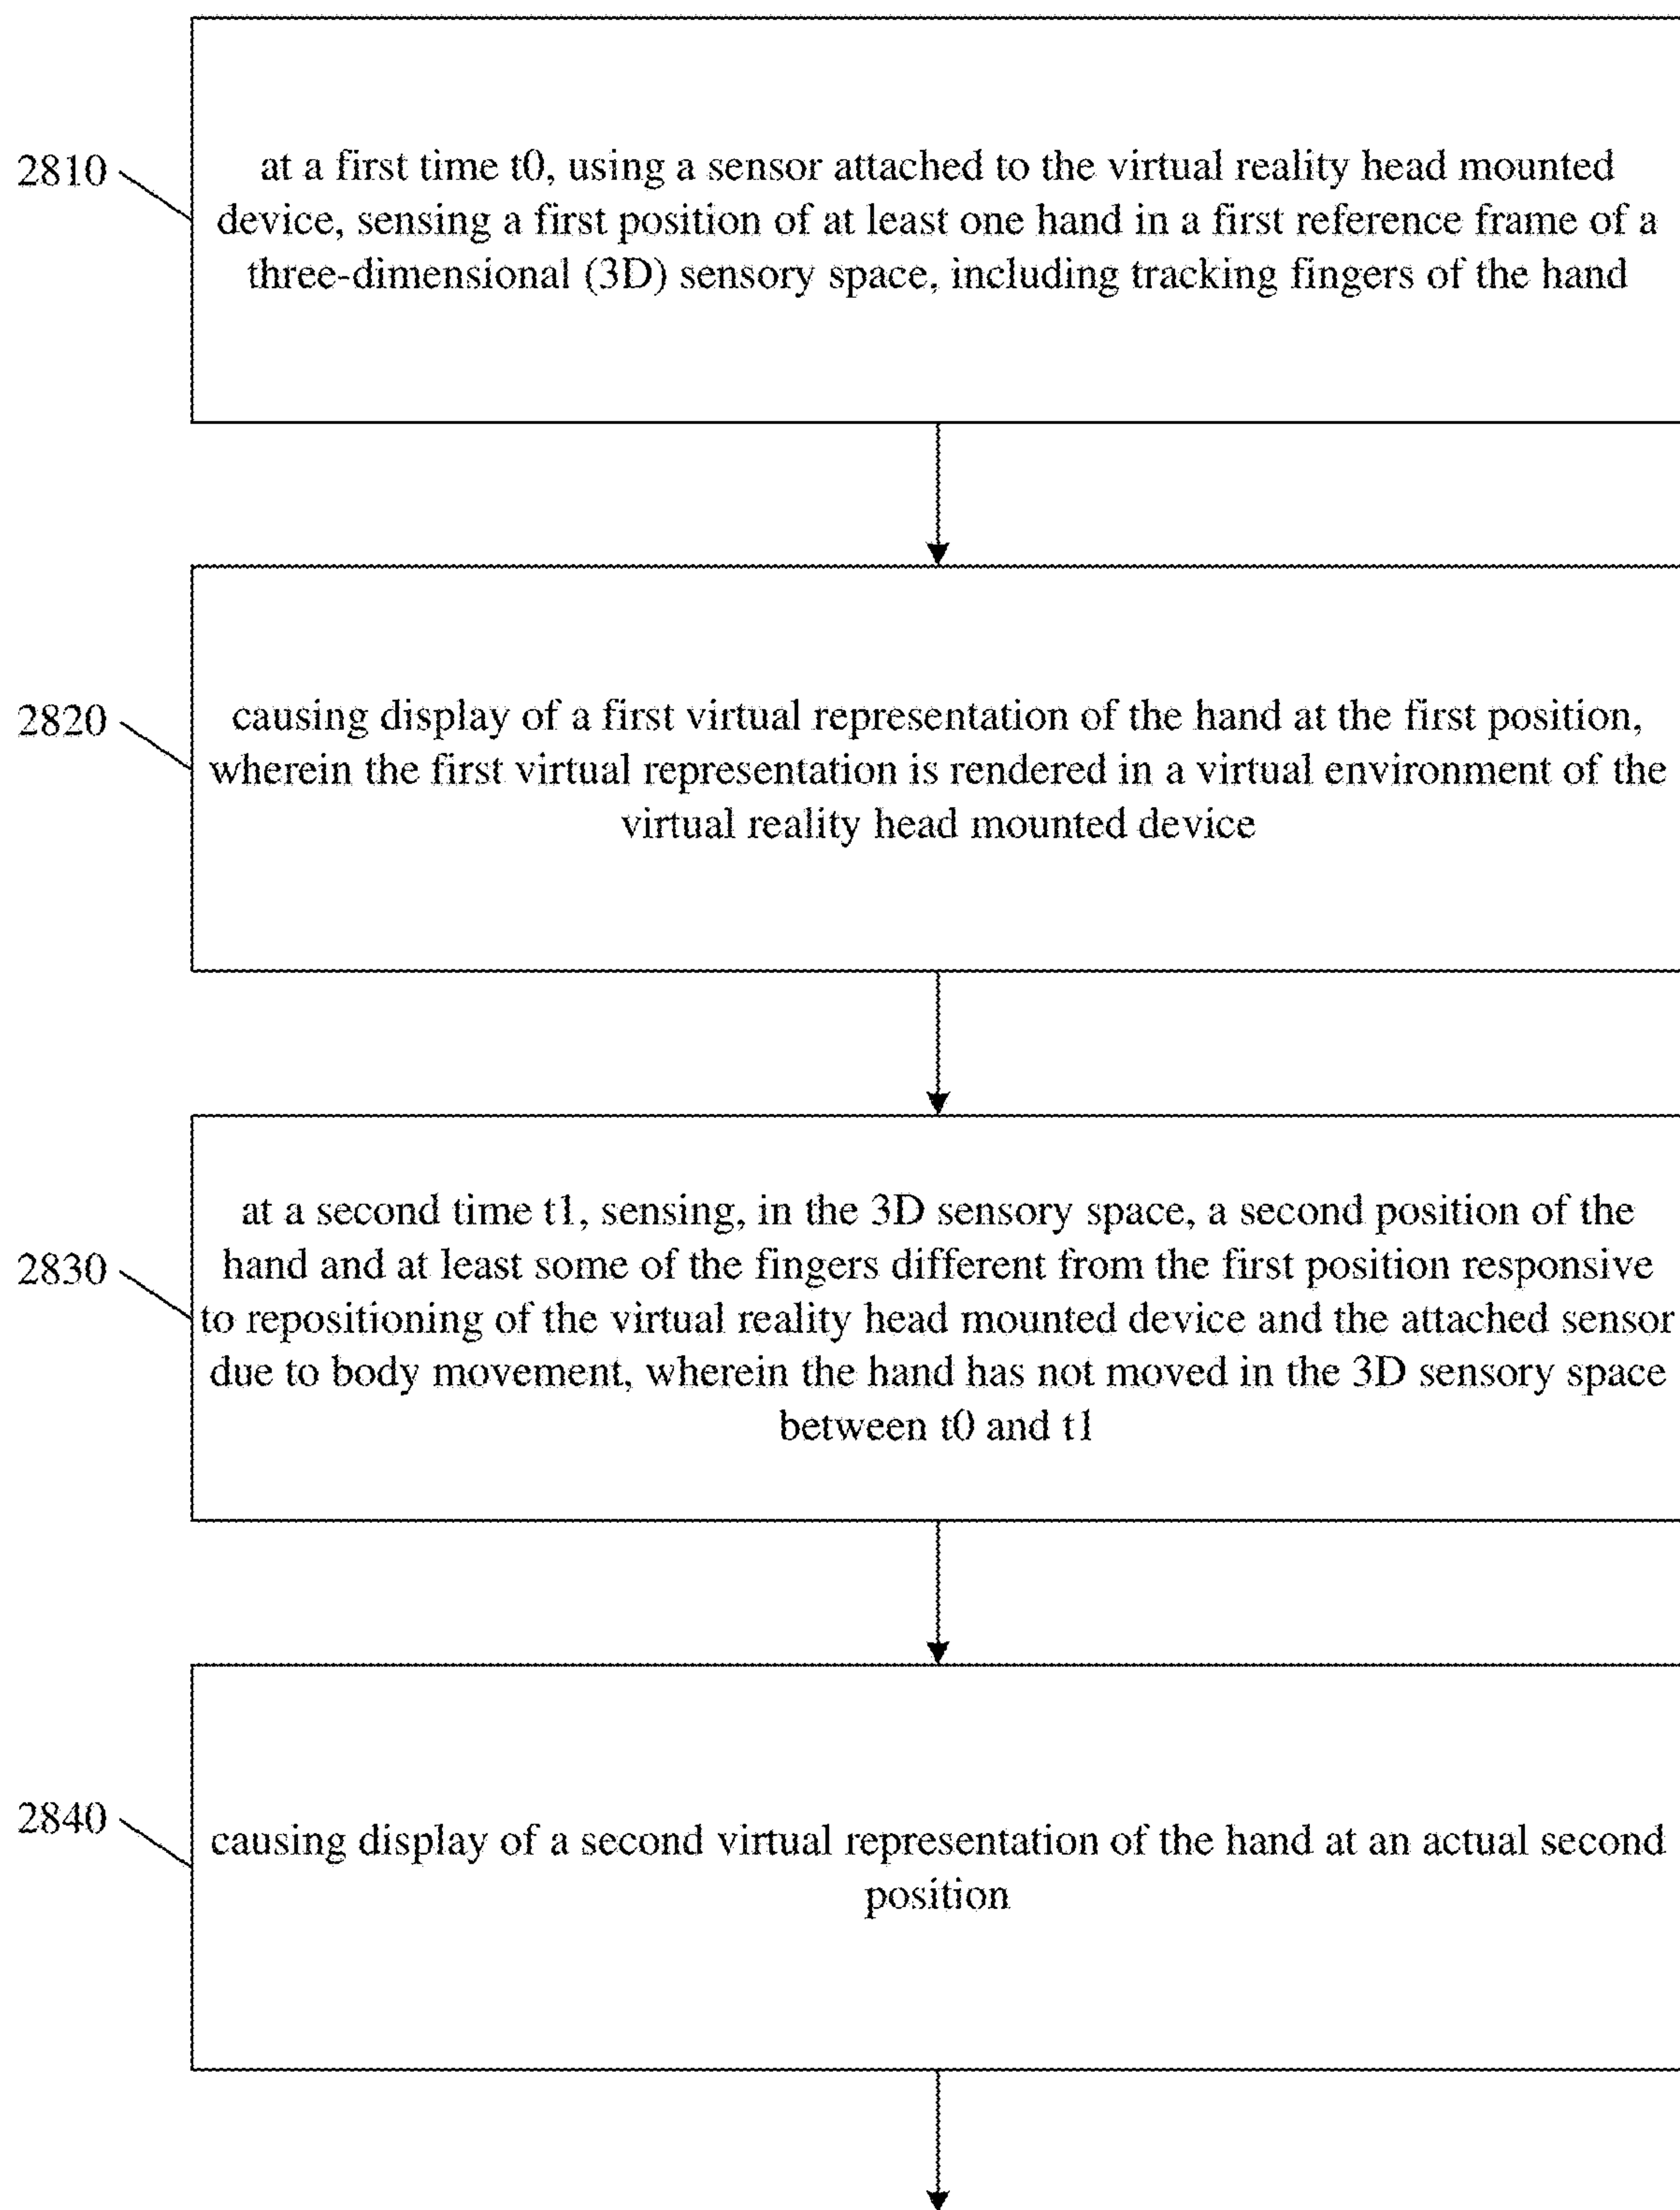 2810
at a first time t0, using a sensor attached to the virtual reality head mounted
device, sensing a first position of at least one hand in a first reference frame of a
three-dimensional (3D) sensory space, including tracking fingers of the hand
2820
causing display of a first virtual representation of the hand at the first position,
wherein the first virtual representation is rendered in a virtual environment of the
virtual reality head mounted device
2830
at a second time t1, sensing, in the 3D sensory space, a second position of the
hand and at least some of the fingers different from the first position responsive
to repositioning of the virtual reality head mounted device and the attached sensor
due to body movement, wherein the hand has not moved in the 3D sensory space
between t0 and t1
2840
causing display of a second virtual representation of the hand at an actual second
position